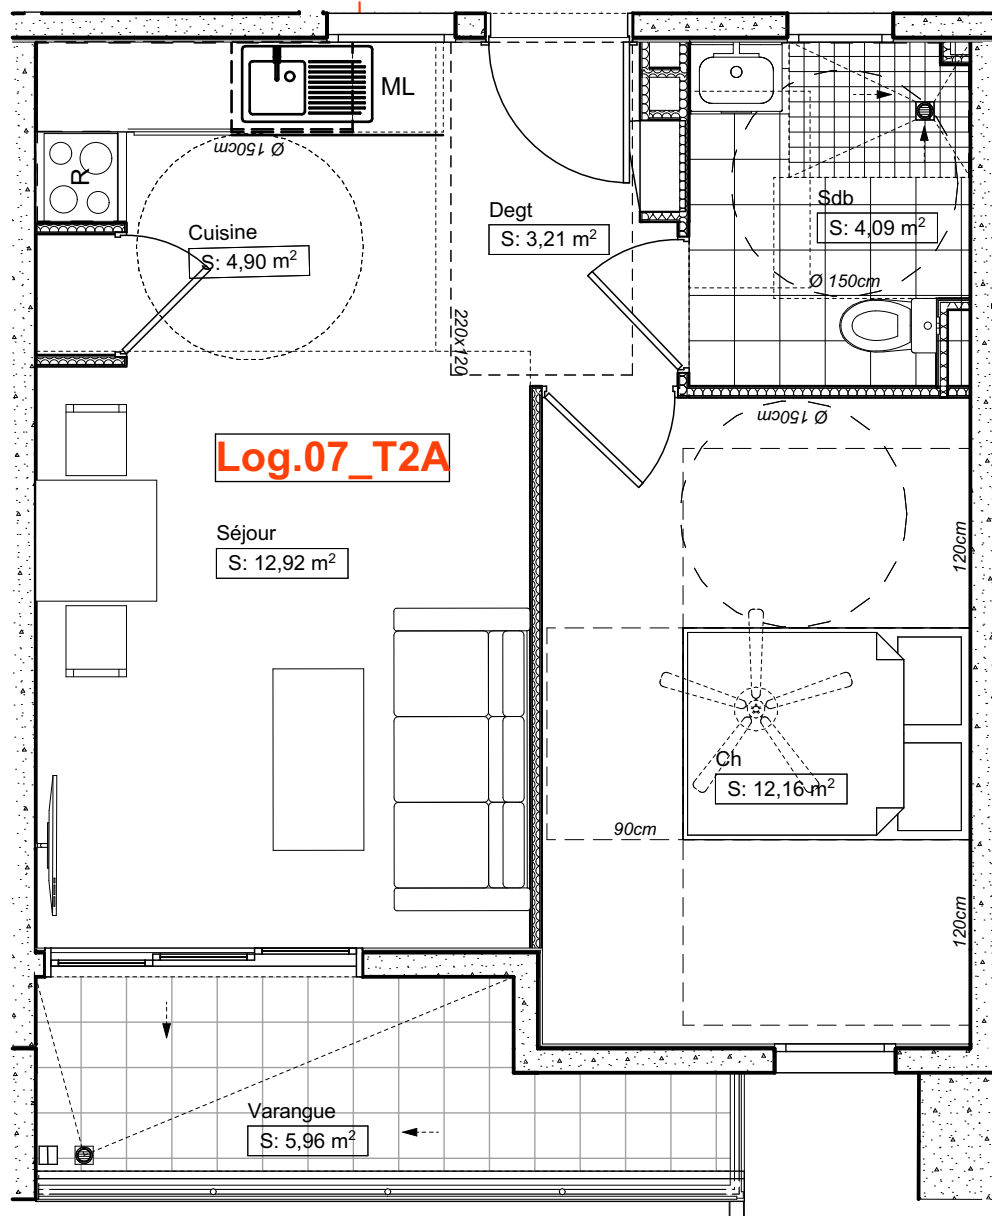 ML
Ø 150cm
R
Cuisine
S: 4,90 m²
Degt
S: 3,21 m²
Sdb
S: 4,09 m²
Ø 150cm
220x120
Ø 150cm
Log.07_T2A
Séjour
S: 12,92 m²
120cm
Ch
S: 12,16 m²
90cm
120cm
Varangue
S: 5,96 m²